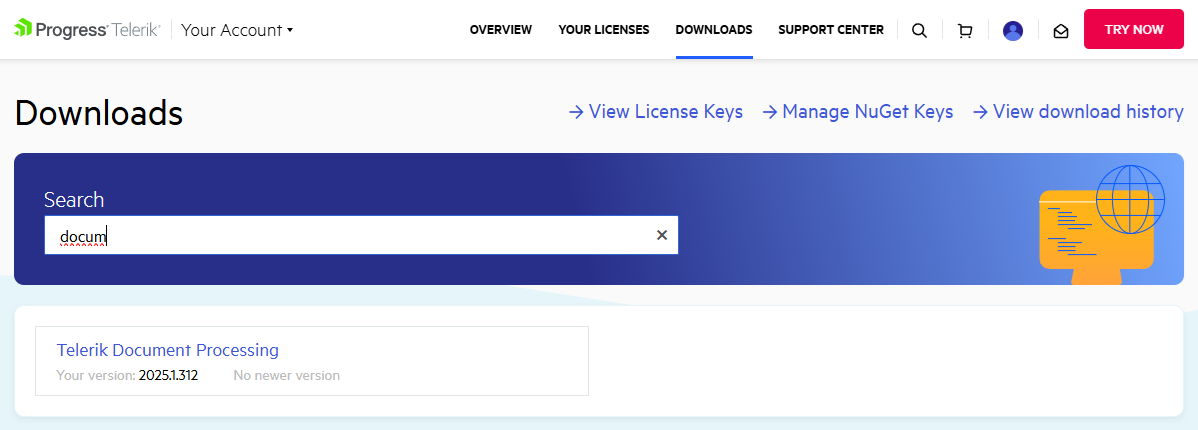 Progress Telerik Your Account OVERVIEW YOUR LICENSES DOWNLOADS SUPPORT CENTER TRY NOW
Downloads → View License Keys → Manage NuGet Keys → View download history
Search
docum
Telerik Document Processing
Your version: 2025.1.312 No newer version